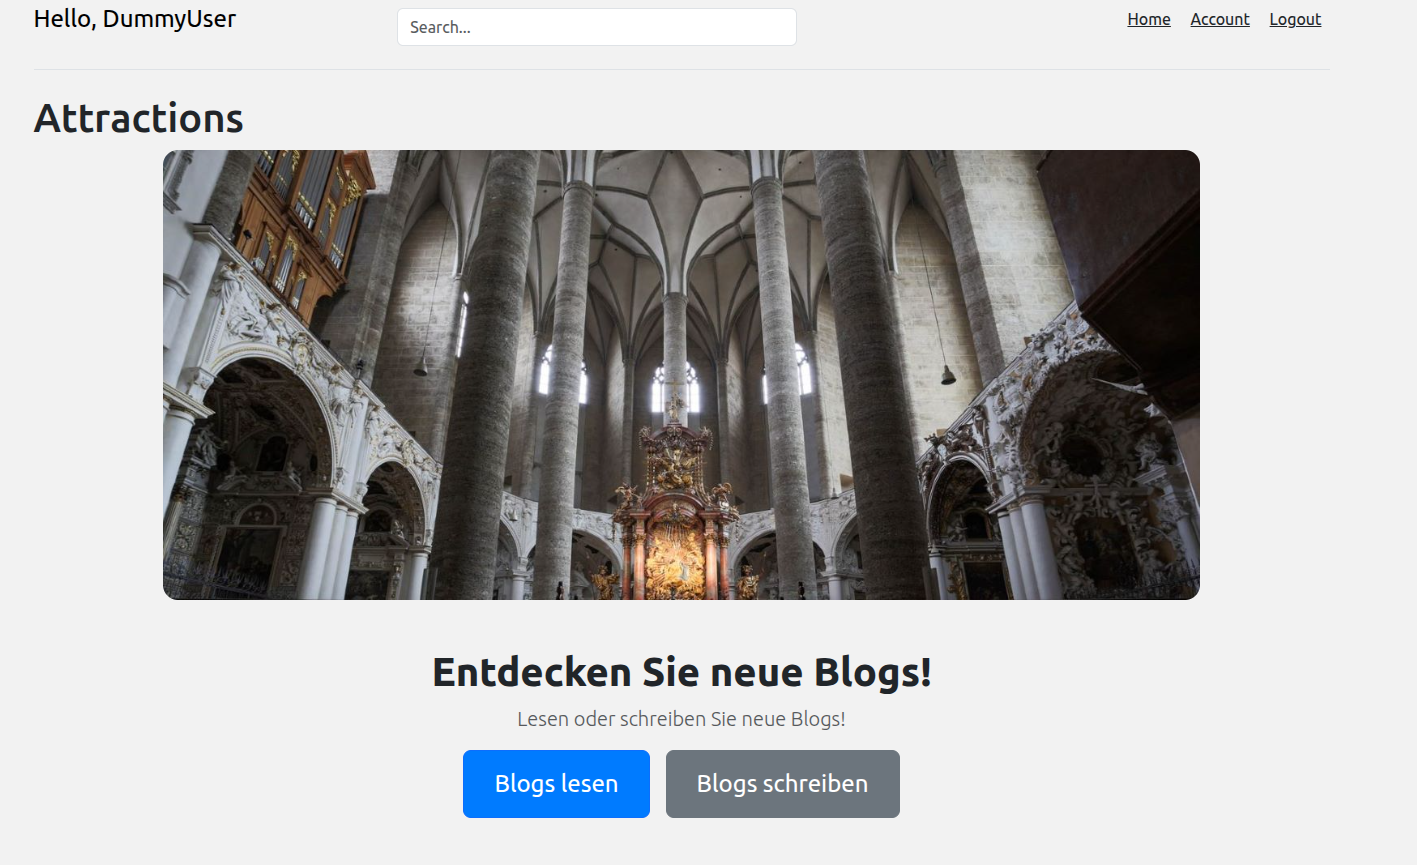 Hello, DummyUser
Search...
Home Account Logout
Attractions
Entdecken Sie neue Blogs!
Lesen oder schreiben Sie neue Blogs!
Blogs lesen Blogs schreiben